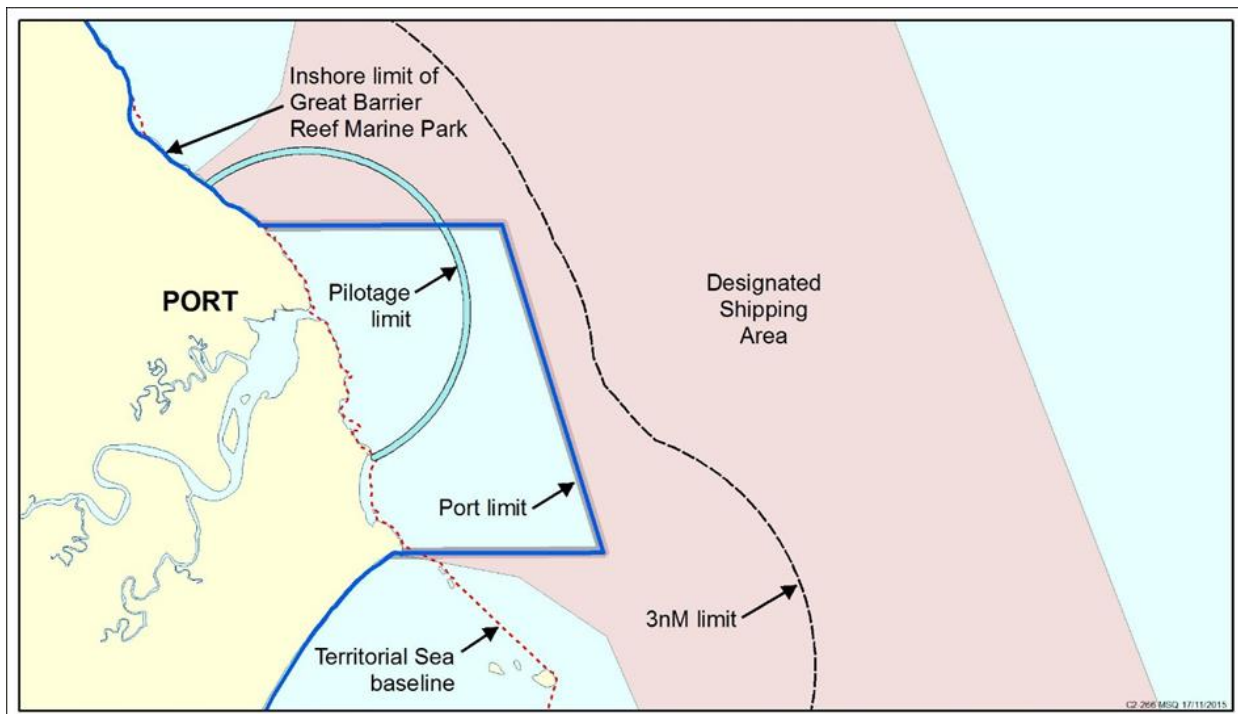 Inshore limit of
Great Barrier
Reef Marine Park
PORT
Pilotage
limit
Designated
Shipping
Area
Port limit
3nM limit
Territorial Sea
baseline
C2-266 MSQ 17/11/2015